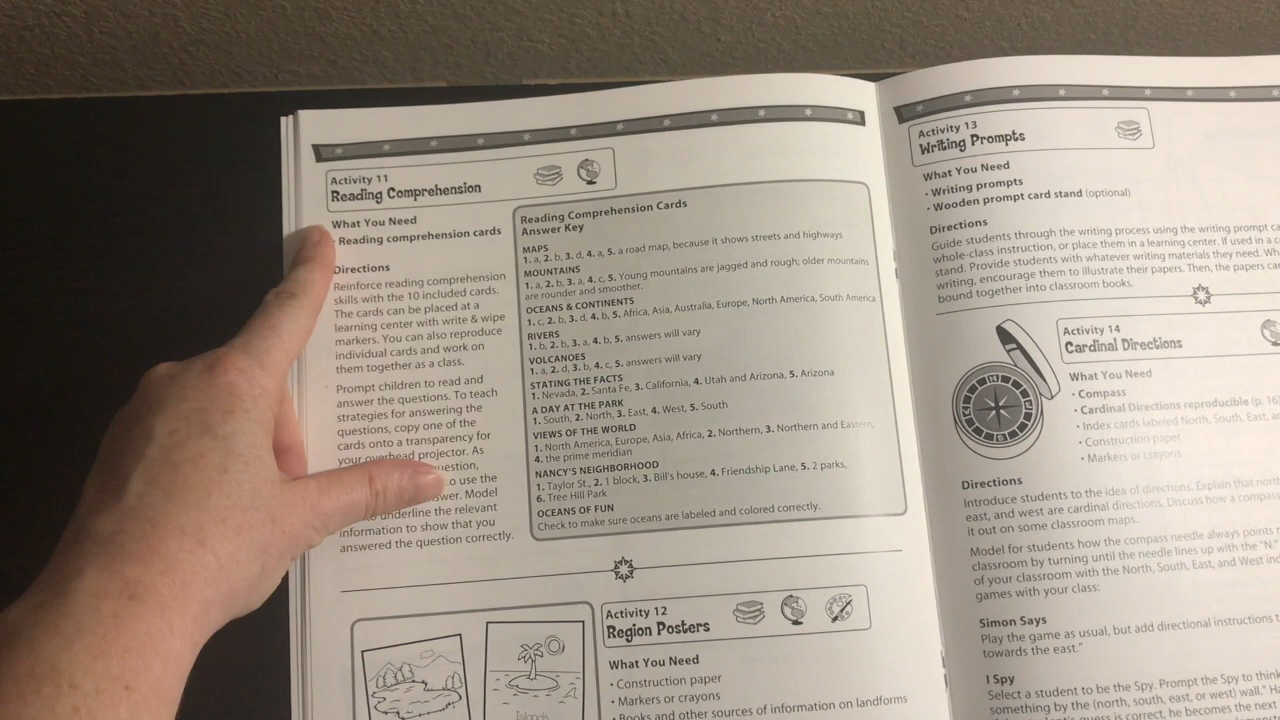 Activity 11
Reading Comprehension
What You Need
· Reading comprehension cards
Directions
Reinforce reading comprehension
skills with the 10 included cards.
The cards can be placed at a
learning center with write & wipe
markers. You can also reproduce
individual cards and work on
them together as a class.
Prompt children to read and
answer the questions. To teach
strategies for answering the
questions, copy one of the
cards onto a transparency for
your overhead projector. As
use the
Model
underline the relevant
information to show that you
answered the question correctly.
Reading Comprehension Cards
Answer Key
MAPS
1. a, 2. b, 3. d, 4. a, 5. a road map, because it shows streets and highways
MOUNTAINS
1. a, 2. b, 3. a, 4. c, 5. Young mountains are jagged and rough; older mountains
are rounder and smoother.
OCEANS & CONTINENTS
1. c, 2. b, 3. d, 4. b, 5. Africa, Asia, Australia, Europe, North America, South America
RIVERS
1. b, 2. b, 3. a, 4. b, 5. answers will vary
VOLCANOES
1. a, 2. d, 3. b, 4. c, 5. answers will vary
STATING THE FACTS
1. Nevada, 2. Santa Fe, 3. California, 4. Utah and Arizona, 5. Arizona
A DAY AT THE PARK
1. South, 2. North, 3. East, 4. West, 5. South
VIEWS OF THE WORLD
1. North America, Europe, Asia, Africa, 2. Northern, 3. Northern and Eastern,
4. the prime meridian
NANCY'S NEIGHBORHOOD
1. Taylor St., 2. 1 block, 3. Bill's house, 4. Friendship Lane, 5. 2 parks,
6. Tree Hill Park
OCEANS OF FUN
Check to make sure oceans are labeled and colored correctly.
Activity 12
Region Posters
What You Need
· Construction paper
· Markers or crayons
· Books and other sources of information on landforms
Islands
Activity 13
Writing Prompts
What You Need
· Writing prompts
· Wooden prompt card stand (optional)
Directions
Guide students through the writing process using the writing prompt
whole-class instruction, or place them in a learning center. If used in a
stand. Provide students with whatever writing materials they need.
writing, encourage them to illustrate their papers. Then, the papers
bound together into classroom books.
Activity 14
Cardinal Directions
What You Need
· Compass
· Cardinal Directions reproducible (p. 16
· Index cards labeled North, South, East,
· Construction paper
· Markers or crayons
Directions
Introduce students to the idea of directions. Explain that
east, and west are cardinal directions. Discuss how a
it out on some classroom maps.
Model for students how the compass needle always points
classroom by turning until the needle lines up with the "N."
of your classroom with the North, South, East, and West
games with your class:
Simon Says
Play the game as usual, but add directional instructions
towards the east."
I Spy
Select a student to be the Spy. Prompt the Spy to
something by the (north, south, east, or west) wall."
correct, he becomes the next